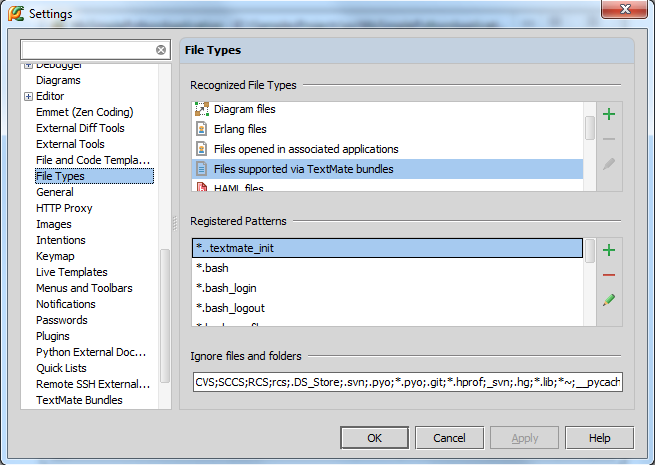 Settings
File Types
Debugger
Diagrams
Editor
Emmet (Zen Coding)
External Diff Tools
External Tools
File and Code Templa...
File Types
General
HTTP Proxy
Images
Intentions
Keymap
Live Templates
Menus and Toolbars
Notifications
Passwords
Plugins
Python External Doc...
Quick Lists
Remote SSH External...
TextMate Bundles
Recognized File Types
Diagram files
Erlang files
Files opened in associated applications
Files supported via TextMate bundles
HAML files
Registered Patterns
*..textmate_init
*.bash
*.bash_login
*.bash_logout
Ignore files and folders
CVS;SCCS;RCS;rcs;.DS_Store;.svn;.pyo;*.pyo;.git;*.hprof;_svn;.hg;*.lib;*~;__pycach
OK
Cancel
Apply
Help